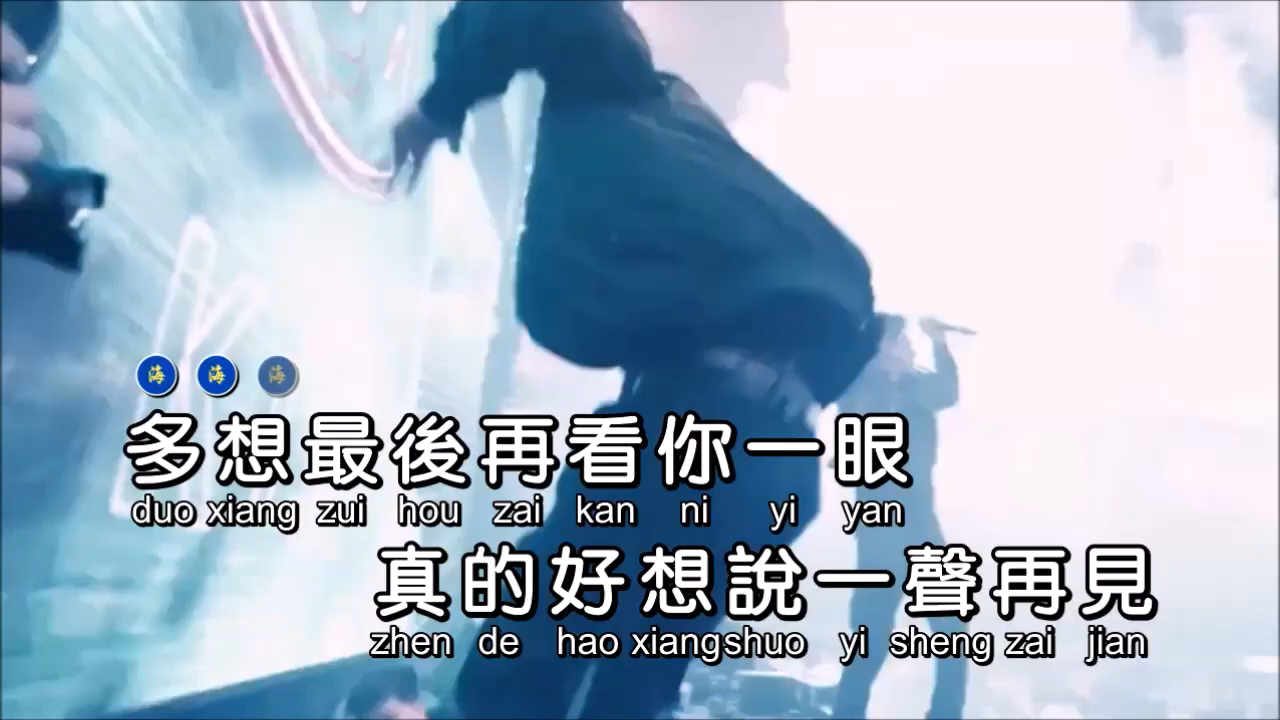 海 海 海
多想最後再看你一眼
duo xiang zui hou zai kan ni yi yan
真的好想說一聲再見
zhen de hao xiangshuo yi sheng zai jian